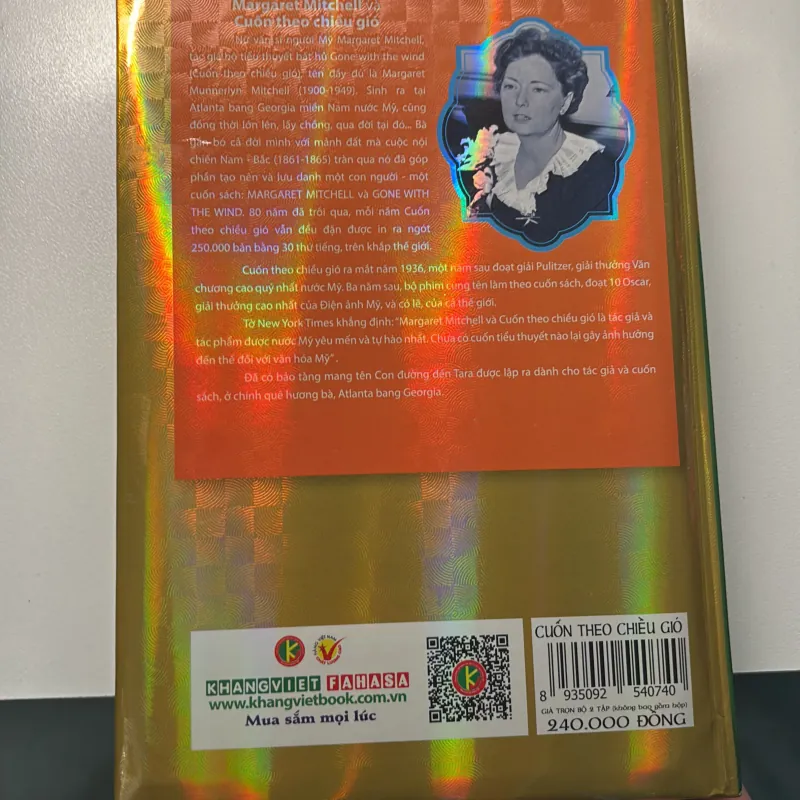 Margaret Mitchell và
Cuốn theo chiều gió
Nữ văn sĩ người Mỹ Margaret Mitchell,
tác giả bộ tiểu thuyết bất hủ Gone with the wind
(Cuốn theo chiều gió), tên đầy đủ là Margaret
Munnerlyn Mitchell (1900-1949). Sinh ra tại
Atlanta bang Georgia miền Nam nước Mỹ, cũng
đồng thời lớn lên, lấy chồng, qua đời tại đó... Bà
gắn bó cả đời mình với mảnh đất mà cuộc nội
chiến Nam - Bắc (1861-1865) tràn qua nó đã góp
phần tạo nên và lưu danh một con người - một
cuốn sách: MARGARET MITCHELL và GONE WITH
THE WIND. 80 năm đã trôi qua, mỗi năm Cuốn
theo chiều gió vẫn đều đặn được in ra ngót
250.000 bản bằng 30 thứ tiếng, trên khắp thế giới.
Cuốn theo chiều gió ra mắt năm 1936, một năm sau đoạt giải Pulitzer, giải thưởng Văn
chương cao quý nhất nước Mỹ. Ba năm sau, bộ phim cùng tên làm theo cuốn sách, đoạt 10 Oscar,
giải thưởng cao nhất của Điện ảnh Mỹ, và có lẽ, của cả thế giới.
Tờ New York Times khẳng định: "Margaret Mitchell và Cuốn theo chiều gió là tác giả và
tác phẩm được nước Mỹ yêu mến và tự hào nhất. Chưa có cuốn tiểu thuyết nào lại gây ảnh hưởng
đến thế đối với văn hóa Mỹ".
Đã có bảo tàng mang tên Con đường đến Tara được lập ra dành cho tác giả và cuốn
sách, ở chính quê hương bà, Atlanta bang Georgia.
KHANGVIET FAHASA
www.khangvietbook.com.vn
Mua sắm mọi lúc
CUỐN THEO CHIỀU GIÓ
8 935092 540740
GIÁ TRỌN BỘ 2 TẬP (không bao gồm hộp)
240.000 ĐỒNG